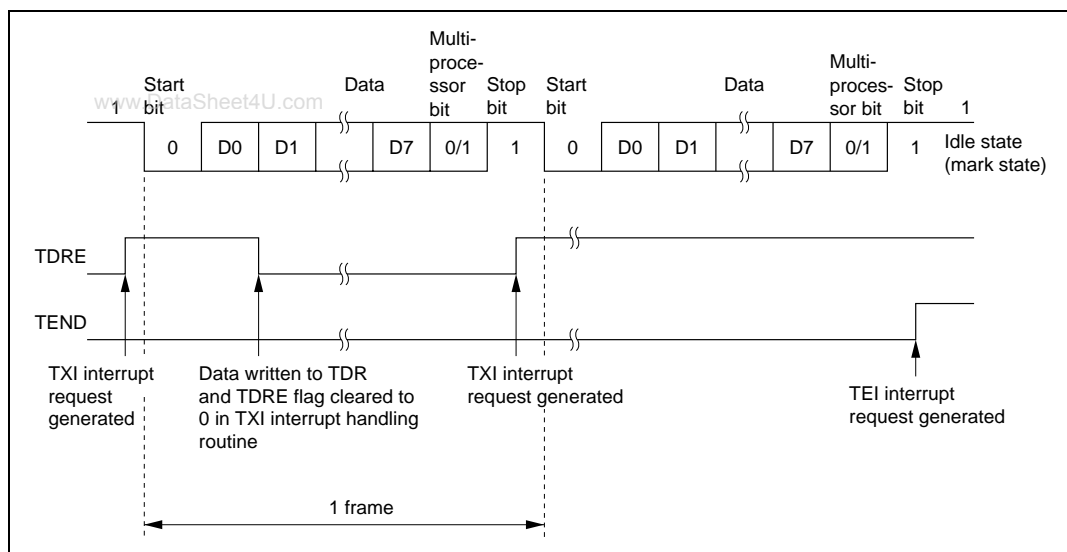 Multi-
proce-
ssor
bit
Multi-
proces-
sor bit
Start
bit
Data
Stop
bit
Start
bit
Data
Stop
bit
www.DataSheet4U.com
1
1
0
D0
D1
D7
0/1
1
0
D0
D1
D7
0/1
1
Idle state
(mark state)
TDRE
TEND
TXI interrupt
request
generated
Data written to TDR
and TDRE flag cleared to
0 in TXI interrupt handling
routine
TXI interrupt
request generated
TEI interrupt
request generated
1 frame